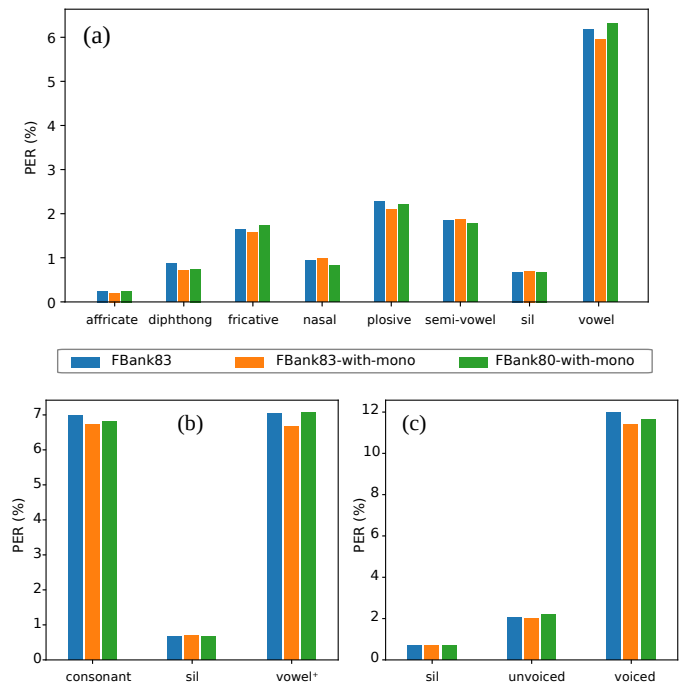 (a)
PER (%)
6
5
4
3
2
1
0
affricate diphthong fricative nasal plosive semi-vowel sil vowel
FBank83 FBank83-with-mono FBank80-with-mono
(b)
PER (%)
7
6
5
4
3
2
1
0
consonant sil vowel⁺
(c)
PER (%)
12
10
8
6
4
2
0
sil unvoiced voiced